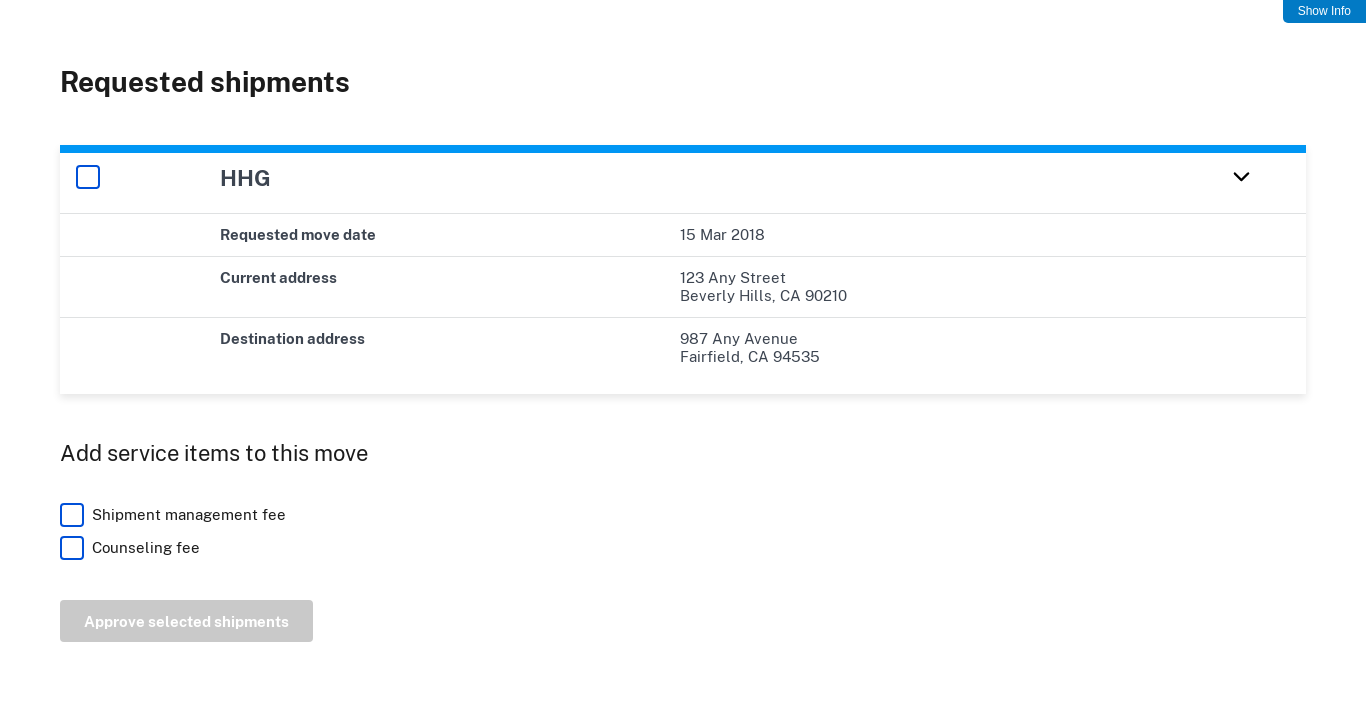 Show Info
Requested shipments
HHG
Requested move date
15 Mar 2018
Current address
123 Any Street
Beverly Hills, CA 90210
Destination address
987 Any Avenue
Fairfield, CA 94535
Add service items to this move
Shipment management fee
Counseling fee
Approve selected shipments